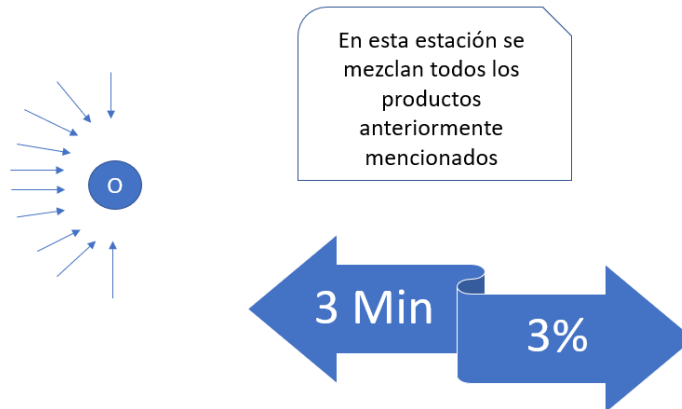 En esta estación se
mezclan todos los
productos
anteriormente
mencionados
O
3 Min
3%